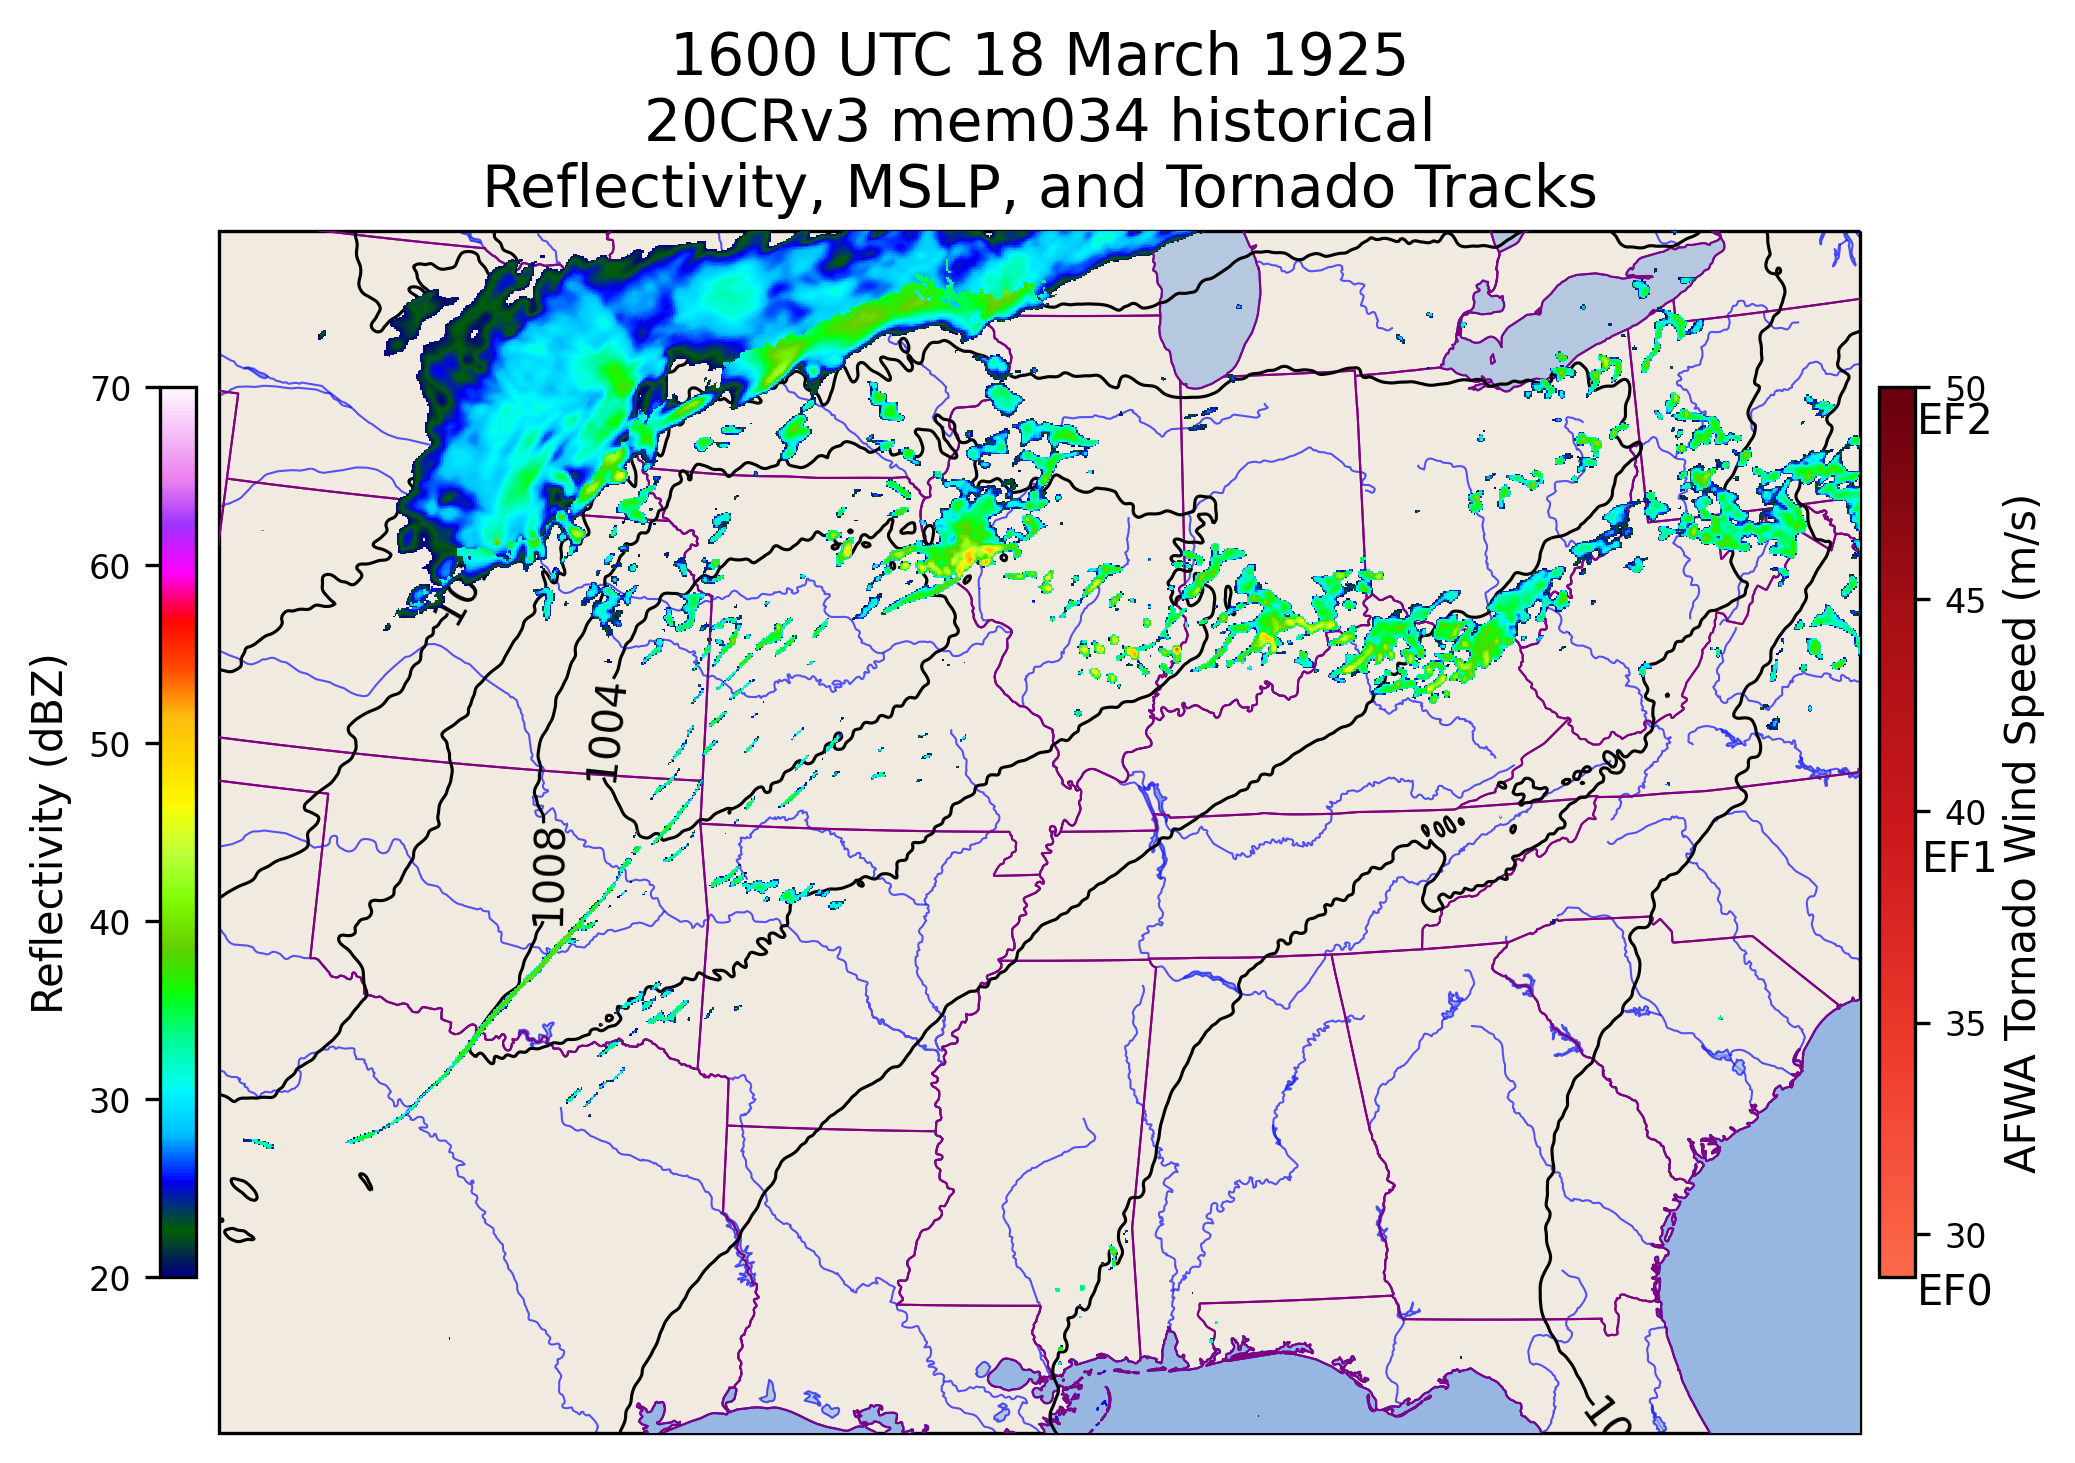 1600 UTC 18 March 1925
20CRv3 mem034 historical
Reflectivity, MSLP, and Tornado Tracks
Reflectivity (dBZ)
70
60
50
40
30
20
10
1004
1008
10
50
EF2
45
40
EF1
35
30
EF0
AFWA Tornado Wind Speed (m/s)